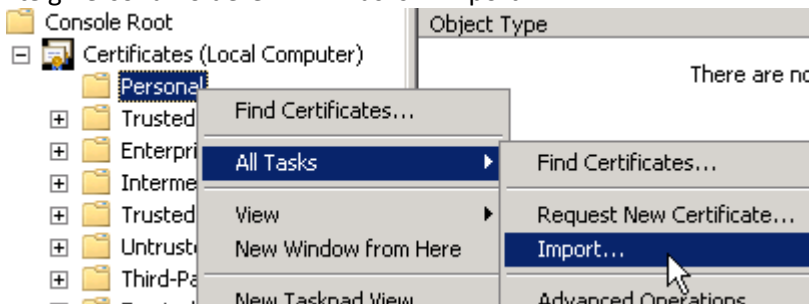 Console Root
Object Type
Certificates (Local Computer)
There are no
Personal
Trusted
Find Certificates...
Enterpri
All Tasks
Find Certificates...
Interme
Trusted
View
Request New Certificate...
Untruste
New Window from Here
Import...
Third-Pa
New Taskpad View
Advanced Operations